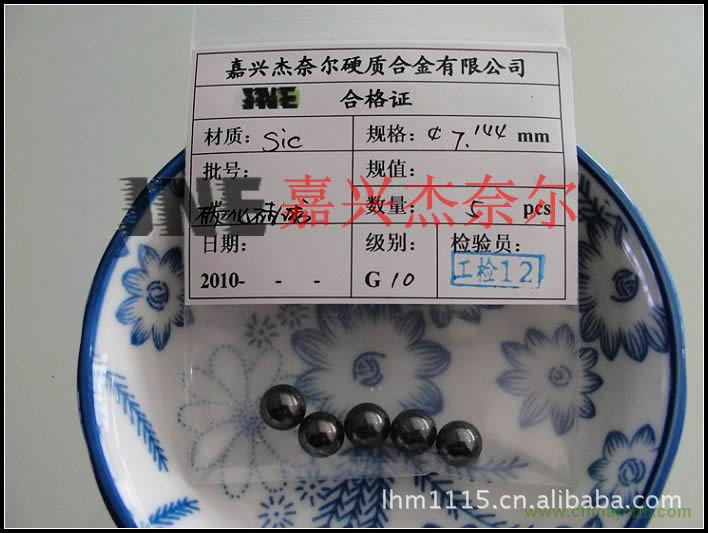 嘉兴杰奈尔硬质合金有限公司
JNE 合格证
材质: Sic 规格: ¢7.144 mm
批号: 规值:
碳化硅球 数量: 5 pcs
JNE 嘉兴杰奈尔
日期: 级别: 检验员:
2010- - - G10 工检12
lhm1115.cn.alibaba.com